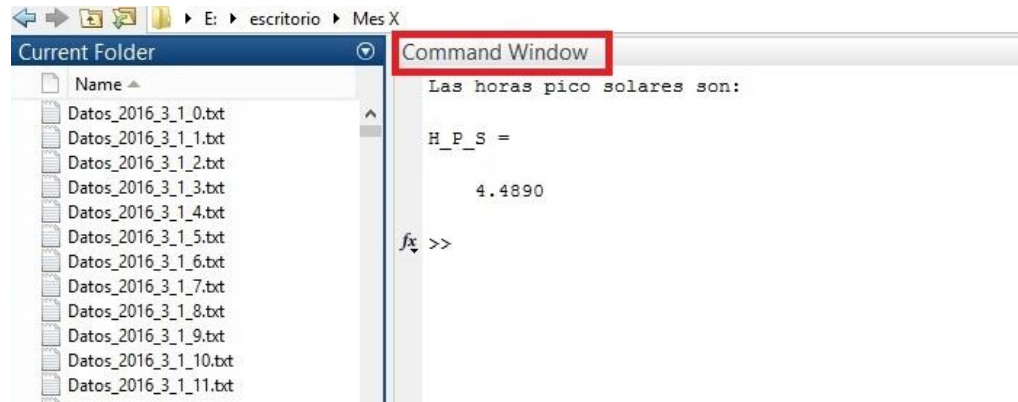 E: escritorio Mes X
Current Folder
Name
Datos_2016_3_1_0.txt
Datos_2016_3_1_1.txt
Datos_2016_3_1_2.txt
Datos_2016_3_1_3.txt
Datos_2016_3_1_4.txt
Datos_2016_3_1_5.txt
Datos_2016_3_1_6.txt
Datos_2016_3_1_7.txt
Datos_2016_3_1_8.txt
Datos_2016_3_1_9.txt
Datos_2016_3_1_10.txt
Datos_2016_3_1_11.txt
Command Window
Las horas pico solares son:
H_P_S =
4.4890
fx >>